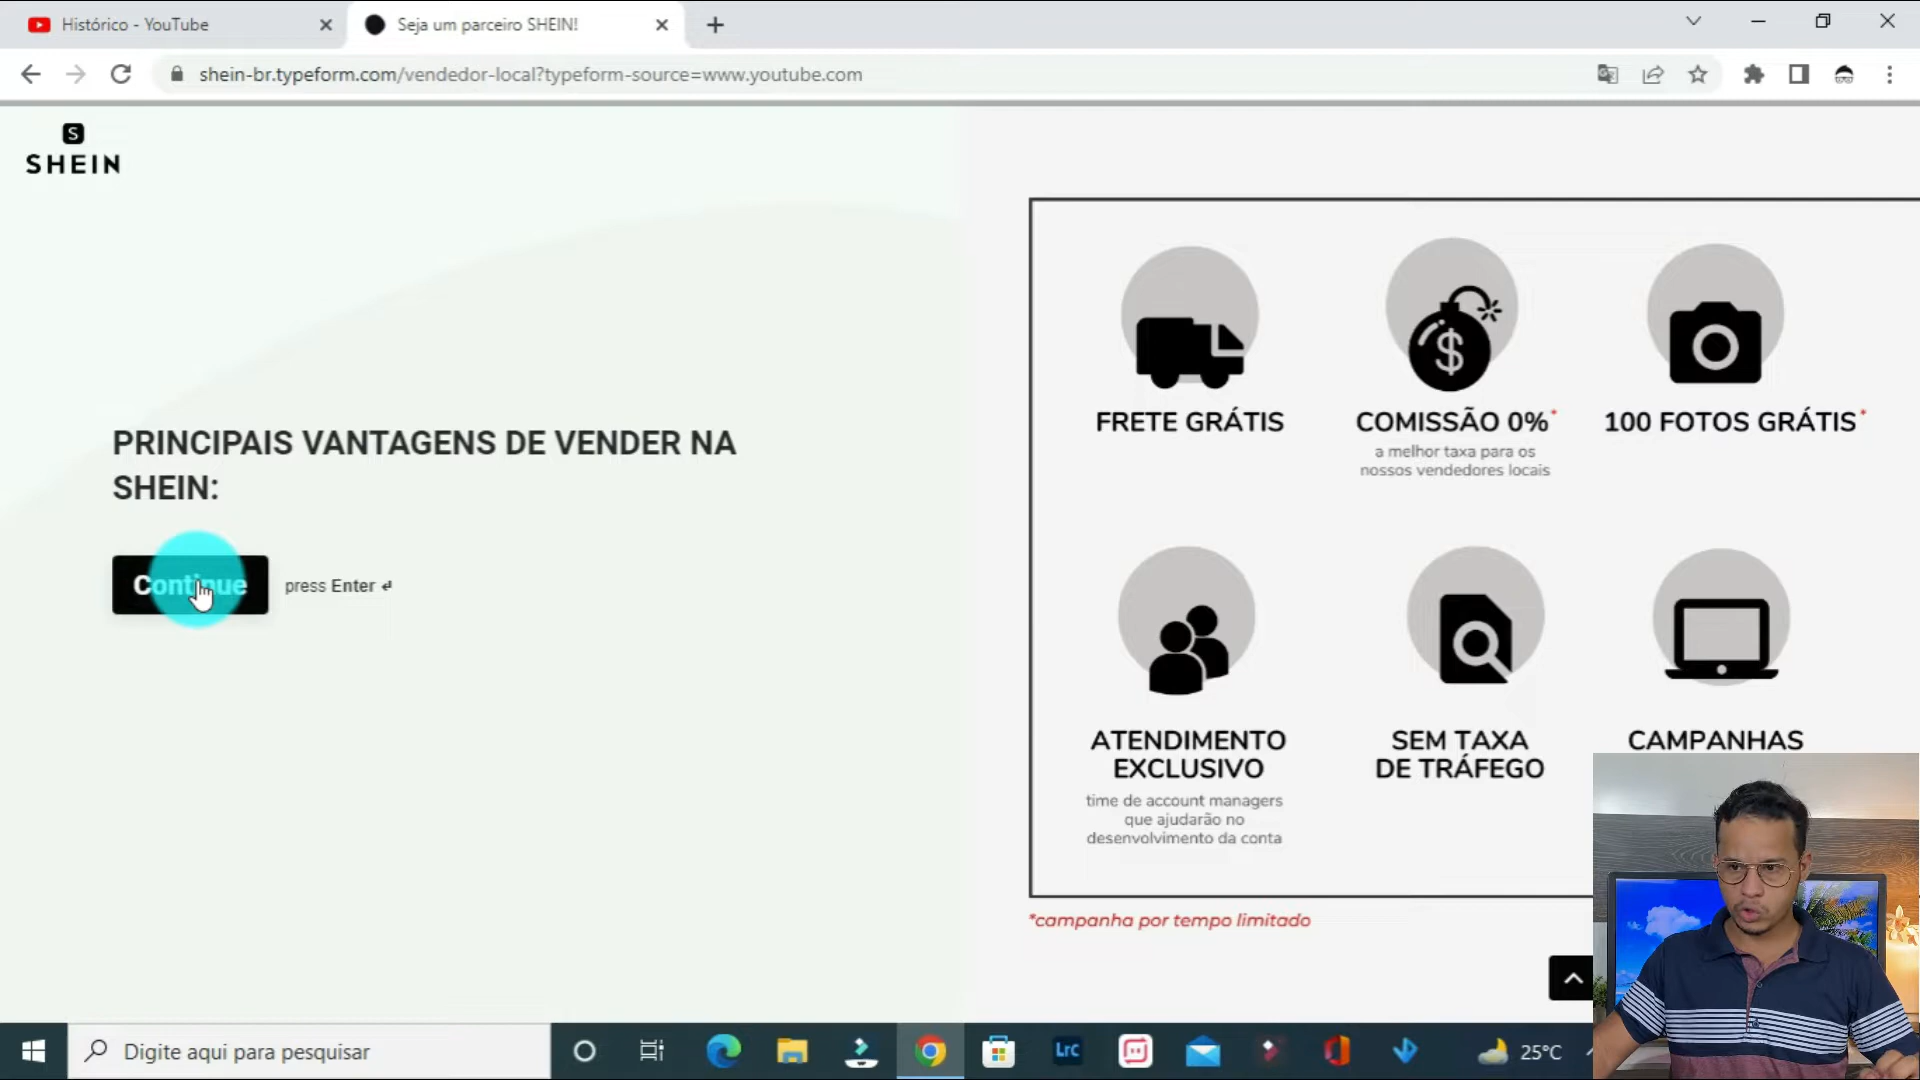 Histórico - YouTube
Seja um parceiro SHEIN!
shein-br.typeform.com/vendedor-local?typeform-source=www.youtube.com
S
SHEIN
PRINCIPAIS VANTAGENS DE VENDER NA
SHEIN:
Continue
press Enter ↵
FRETE GRÁTIS
COMISSÃO 0%*
a melhor taxa para os
nossos vendedores locais
100 FOTOS GRÁTIS*
ATENDIMENTO
EXCLUSIVO
time de account managers
que ajudarão no
desenvolvimento da conta
SEM TAXA
DE TRÁFEGO
CAMPANHAS
*campanha por tempo limitado
Digite aqui para pesquisar
LrC
25°C